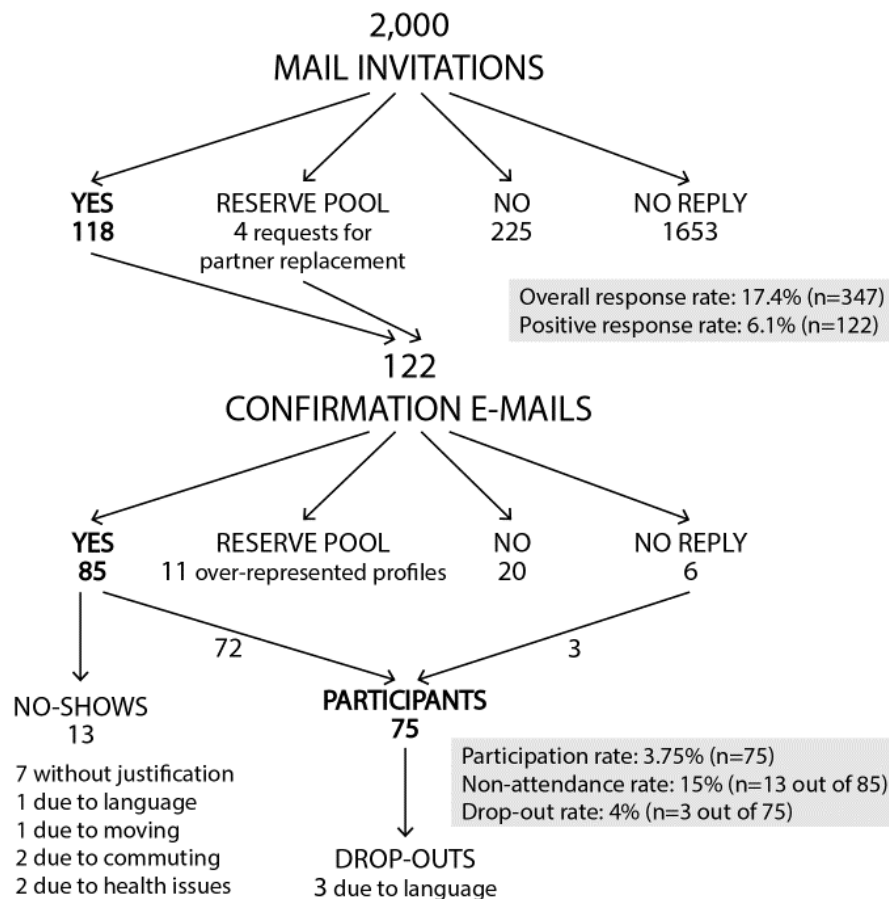 2,000
MAIL INVITATIONS
YES
118
RESERVE POOL
4 requests for
partner replacement
NO
225
NO REPLY
1653
Overall response rate: 17.4% (n=347)
Positive response rate: 6.1% (n=122)
122
CONFIRMATION E-MAILS
YES
85
RESERVE POOL
11 over-represented profiles
NO
20
NO REPLY
6
72
3
NO-SHOWS
13
7 without justification
1 due to language
1 due to moving
2 due to commuting
2 due to health issues
PARTICIPANTS
75
Participation rate: 3.75% (n=75)
Non-attendance rate: 15% (n=13 out of 85)
Drop-out rate: 4% (n=3 out of 75)
DROP-OUTS
3 due to language